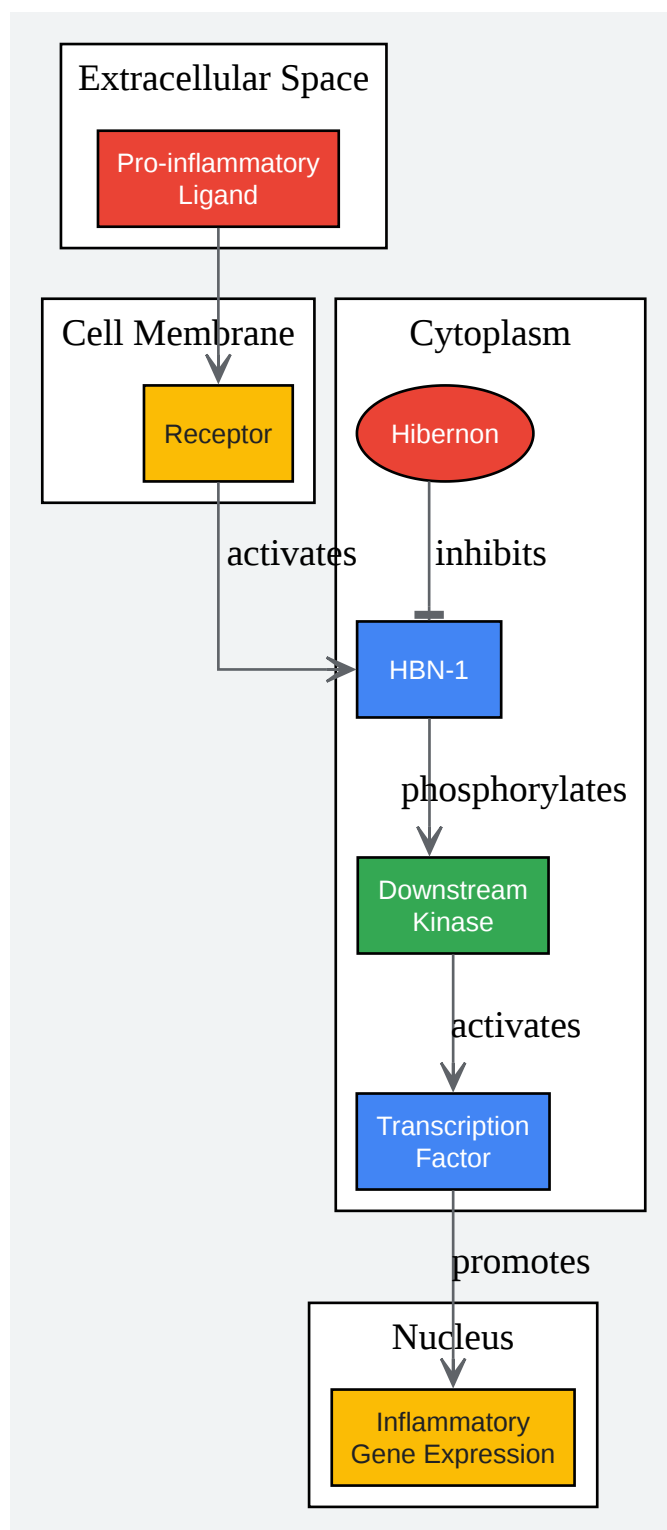 Extracellular Space
Pro-inflammatory
Ligand
Cell Membrane
Cytoplasm
Receptor
Hibernon
activates
inhibits
HBN-1
phosphorylates
Downstream
Kinase
activates
Transcription
Factor
promotes
Nucleus
Inflammatory
Gene Expression